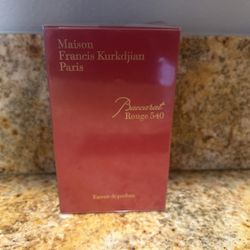 Maison
Francis Kurkdjian
Paris
Baccarat
Rouge 540
Extrait de parfum